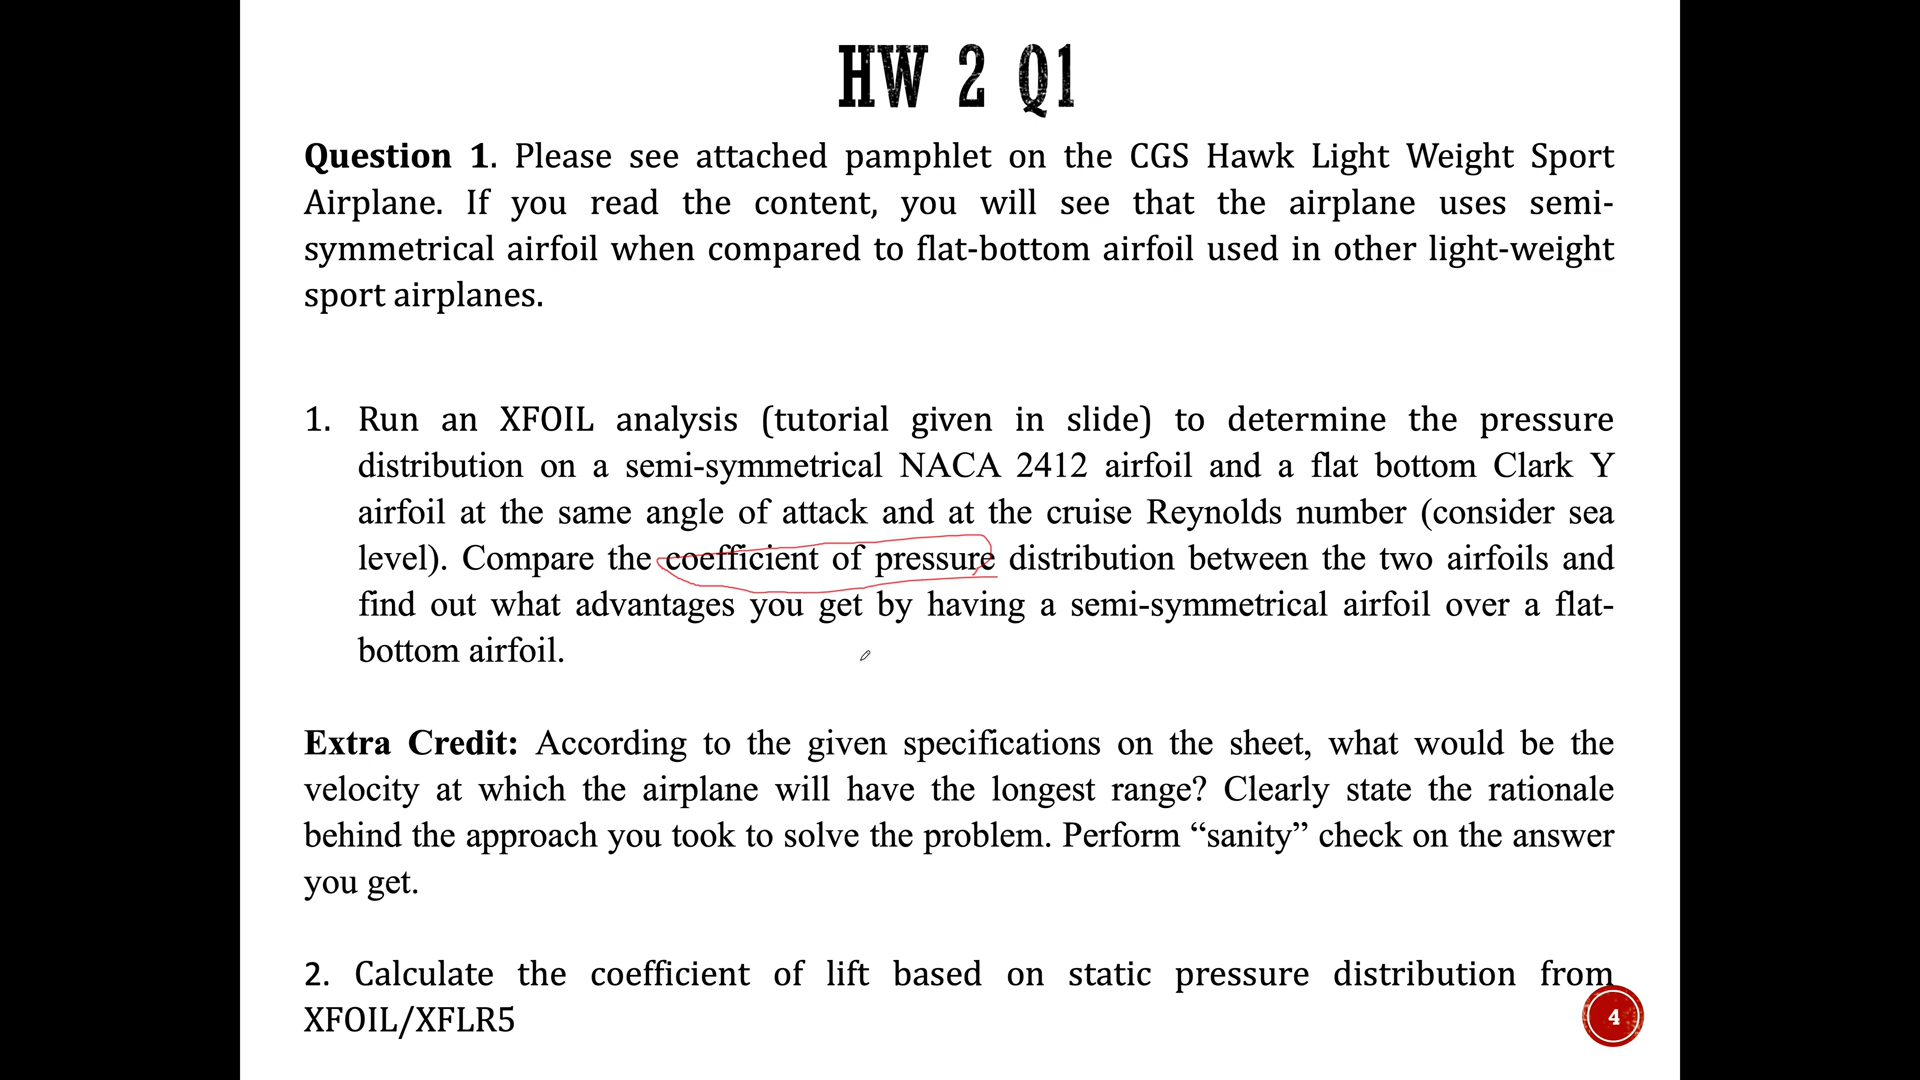 HW 2 Q1
Question 1. Please see attached pamphlet on the CGS Hawk Light Weight Sport
Airplane. If you read the content, you will see that the airplane uses semi-
symmetrical airfoil when compared to flat-bottom airfoil used in other light-weight
sport airplanes.
1. Run an XFOIL analysis (tutorial given in slide) to determine the pressure
distribution on a semi-symmetrical NACA 2412 airfoil and a flat bottom Clark Y
airfoil at the same angle of attack and at the cruise Reynolds number (consider sea
level). Compare the coefficient of pressure distribution between the two airfoils and
find out what advantages you get by having a semi-symmetrical airfoil over a flat-
bottom airfoil.
Extra Credit: According to the given specifications on the sheet, what would be the
velocity at which the airplane will have the longest range? Clearly state the rationale
behind the approach you took to solve the problem. Perform “sanity” check on the answer
you get.
2. Calculate the coefficient of lift based on static pressure distribution from
XFOIL/XFLR5
4